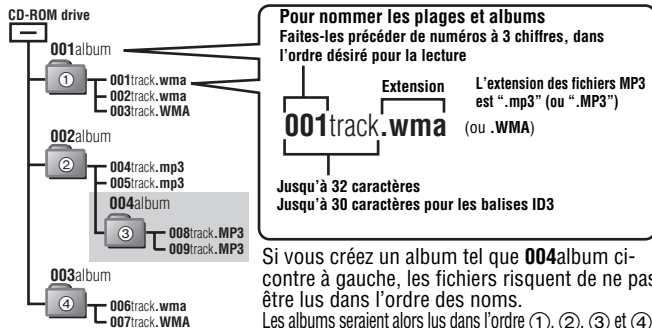 CD-ROM drive
001album
①
001track.wma
002track.wma
003track.WMA
002album
②
004track.mp3
005track.mp3
004album
③
008track.MP3
009track.MP3
003album
④
006track.wma
007track.WMA
Pour nommer les plages et albums
Faites-les précéder de numéros à 3 chiffres, dans
l'ordre désiré pour la lecture
Extension
L'extension des fichiers MP3
est “.mp3” (ou “.MP3”)
001track.wma
(ou .WMA)
Jusqu'à 32 caractères
Jusqu'à 30 caractères pour les balises ID3
Si vous créez un album tel que 004album ci-
contre à gauche, les fichiers risquent de ne pas
être lus dans l'ordre des noms.
Les albums seraient alors lus dans l'ordre ①, ②, ③ et ④